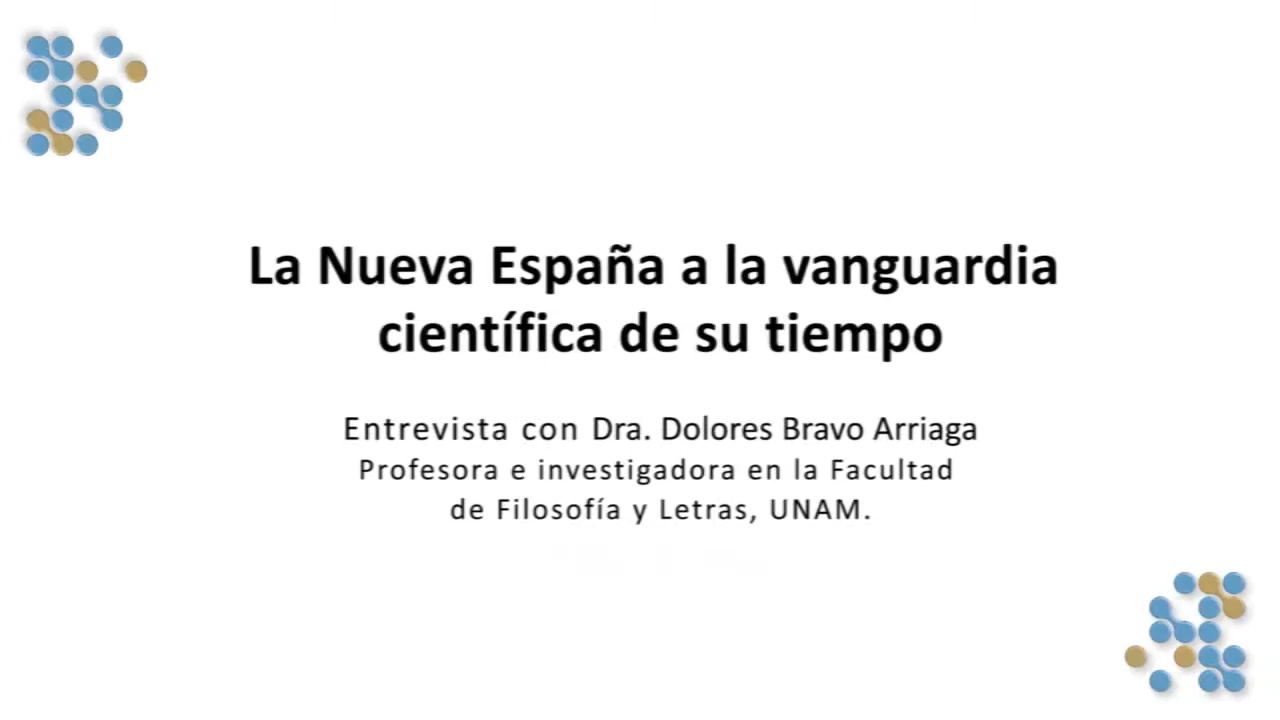 La Nueva España a la vanguardia
científica de su tiempo
Entrevista con Dra. Dolores Bravo Arriaga
Profesora e investigadora en la Facultad
de Filosofía y Letras, UNAM.